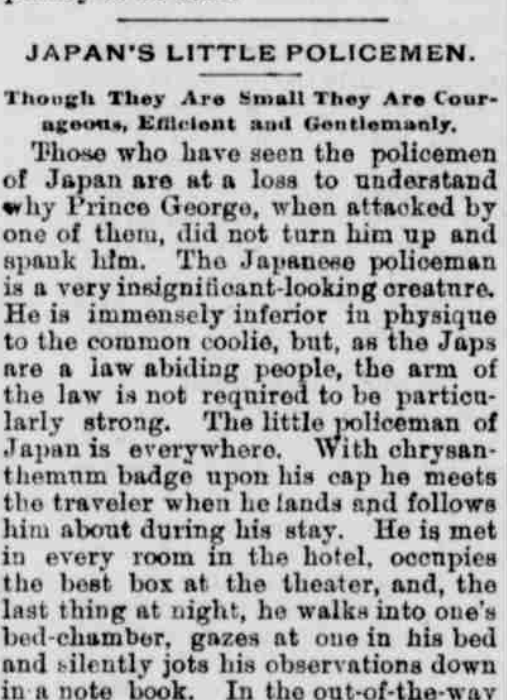 JAPAN'S LITTLE POLICEMEN.
Though They Are Small They Are Cour-
ageous, Efficient and Gentlemanly.
Those who have seen the policemen
of Japan are at a loss to understand
why Prince George, when attacked by
one of them, did not turn him up and
spank him. The Japanese policeman
is a very insignificant-looking creature.
He is immensely inferior in physique
to the common coolie, but, as the Japs
are a law abiding people, the arm of
the law is not required to be particu-
larly strong. The little policeman of
Japan is everywhere. With chrysan-
themum badge upon his cap he meets
the traveler when he lands and follows
him about during his stay. He is met
in every room in the hotel, occupies
the best box at the theater, and, the
last thing at night, he walks into one's
bed-chamber, gazes at one in his bed
and silently jots his observations down
in a note book. In the out-of-the-way